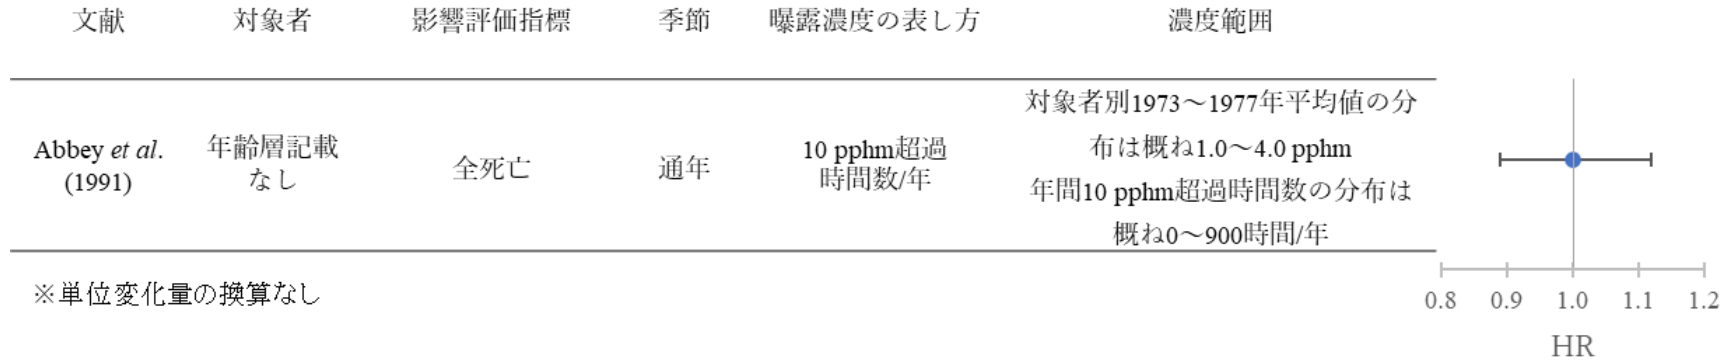 文献 対象者 影響評価指標 季節 曝露濃度の表し方 濃度範囲
Abbey et al.
(1991)
年齢層記載
なし
全死亡
通年
10 pphm超過
時間数/年
対象者別1973～1977年平均値の分
布は概ね1.0～4.0 pphm
年間10 pphm超過時間数の分布は
概ね0～900時間/年
※単位変化量の換算なし
0.8 0.9 1.0 1.1 1.2
HR